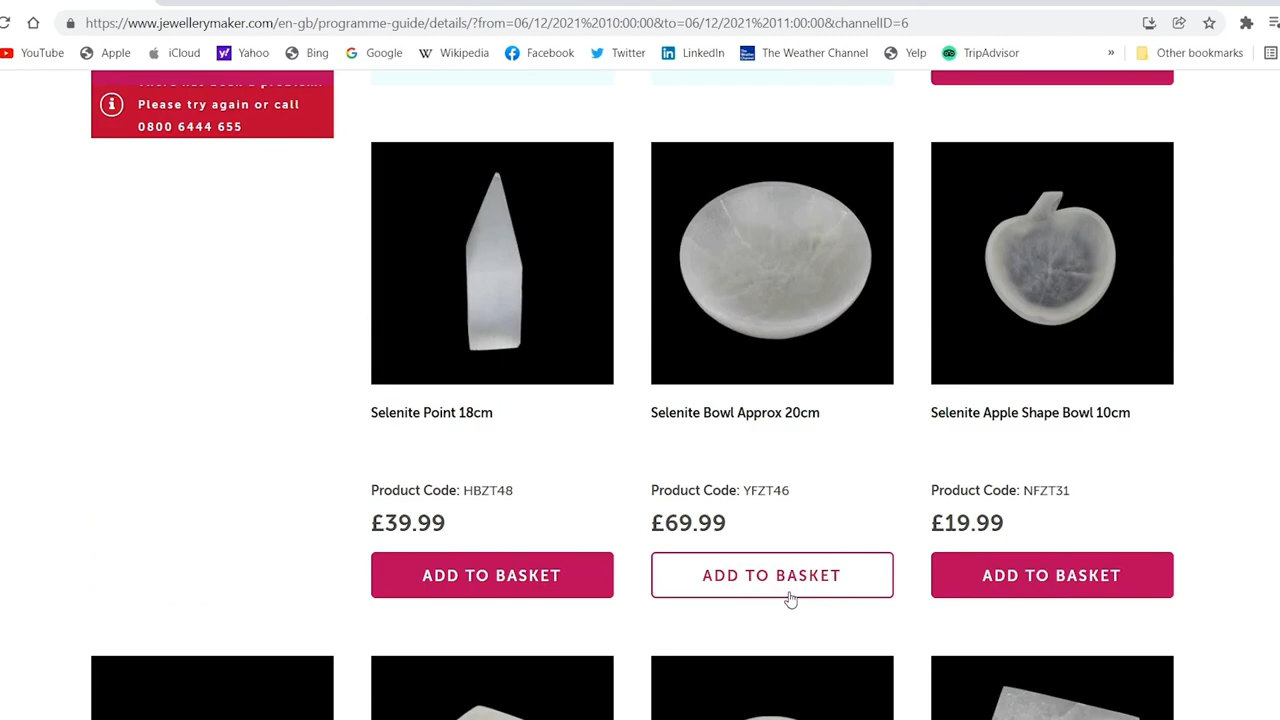 https://www.jewellerymaker.com/en-gb/programme-guide/details/?from=06/12/2021%2010:00:00&to=06/12/2021%2011:00:00&channelID=6
YouTube Apple iCloud Yahoo Bing Google Wikipedia Facebook Twitter LinkedIn The Weather Channel Yelp TripAdvisor » Other bookmarks
Please try again or call
0800 6444 655
Selenite Point 18cm
Product Code: HBZT48
£39.99
ADD TO BASKET
Selenite Bowl Approx 20cm
Product Code: YFZT46
£69.99
ADD TO BASKET
Selenite Apple Shape Bowl 10cm
Product Code: NFZT31
£19.99
ADD TO BASKET